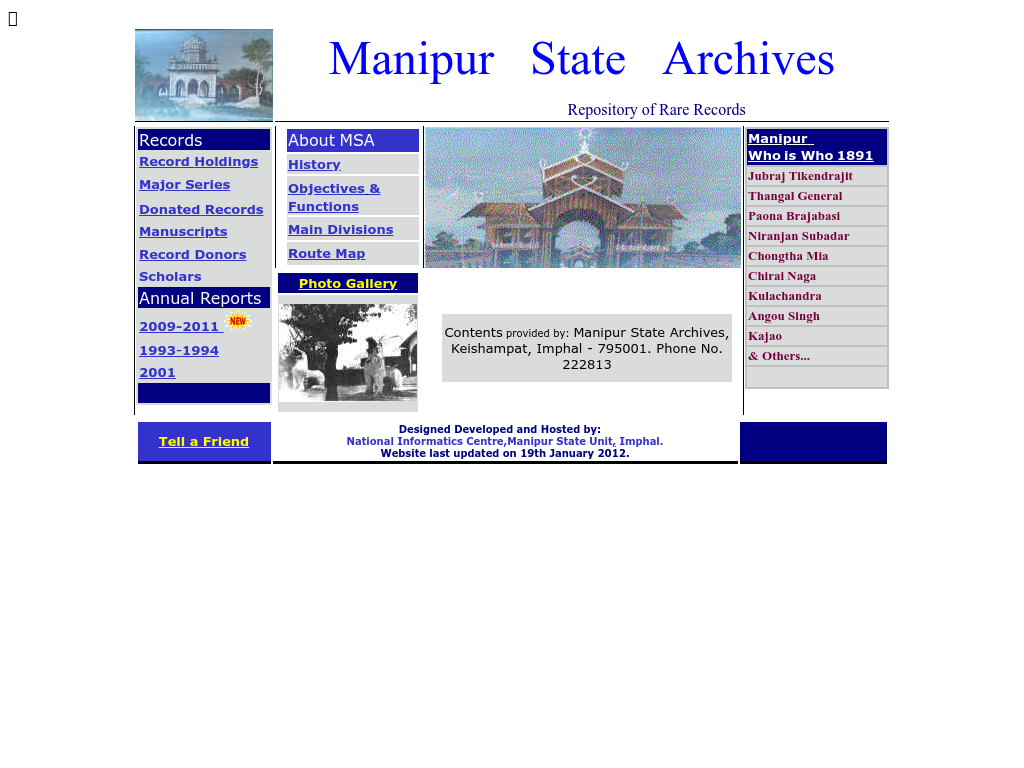 Manipur State Archives
Repository of Rare Records
Records
Record Holdings
Major Series
Donated Records
Manuscripts
Record Donors
Scholars
Annual Reports
2009-2011 NEW
1993-1994
2001
About MSA
History
Objectives &
Functions
Main Divisions
Route Map
Photo Gallery
Contents provided by: Manipur State Archives,
Keishampat, Imphal - 795001. Phone No.
222813
Manipur
Who is Who 1891
Jubraj Tikendrajit
Thangal General
Paona Brajabasi
Niranjan Subadar
Chongtha Mia
Chirai Naga
Kulachandra
Angou Singh
Kajao
& Others...
Tell a Friend
Designed Developed and Hosted by:
National Informatics Centre,Manipur State Unit, Imphal.
Website last updated on 19th January 2012.